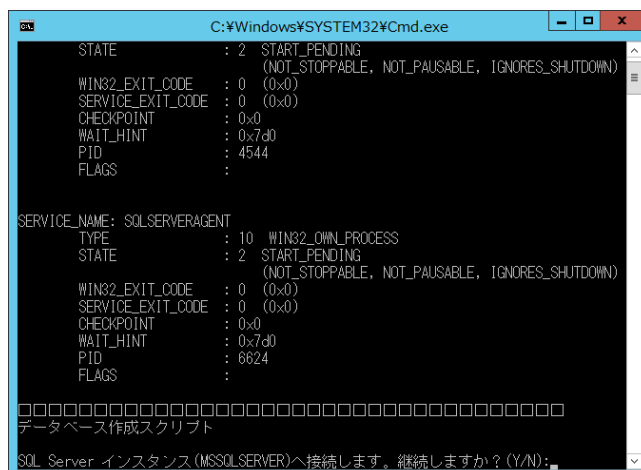 C:¥Windows¥SYSTEM32¥Cmd.exe
STATE : 2 START_PENDING
(NOT_STOPPABLE, NOT_PAUSABLE, IGNORES_SHUTDOWN)
WIN32_EXIT_CODE : 0 (0x0)
SERVICE_EXIT_CODE : 0 (0x0)
CHECKPOINT : 0x0
WAIT_HINT : 0x7d0
PID : 4544
FLAGS :
SERVICE_NAME: SQLSERVERAGENT
TYPE : 10 WIN32_OWN_PROCESS
STATE : 2 START_PENDING
(NOT_STOPPABLE, NOT_PAUSABLE, IGNORES_SHUTDOWN)
WIN32_EXIT_CODE : 0 (0x0)
SERVICE_EXIT_CODE : 0 (0x0)
CHECKPOINT : 0x0
WAIT_HINT : 0x7d0
PID : 6624
FLAGS :
□□□□□□□□□□□□□□□□□□□□□□□□□□□□□□□□□□□□
データベース作成スクリプト
SQL Server インスタンス(MSSQLSERVER)へ接続します。継続しますか？(Y/N):